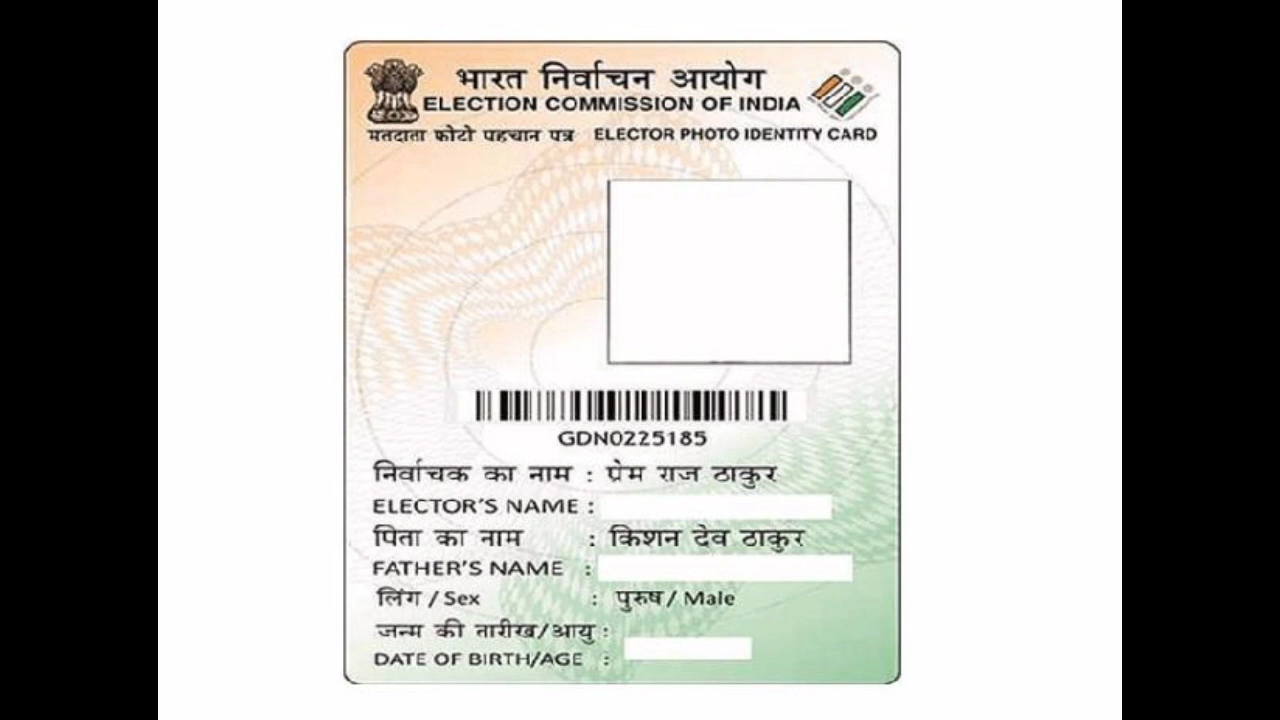 भारत निर्वाचन आयोग
ELECTION COMMISSION OF INDIA
मतदाता फोटो पहचान पत्र ELECTOR PHOTO IDENTITY CARD
GDN0225185
निर्वाचक का नाम : प्रेम राज ठाकुर
ELECTOR'S NAME :
पिता का नाम : किशन देव ठाकुर
FATHER'S NAME :
लिंग / Sex : पुरुष / Male
जन्म की तारीख/आयु :
DATE OF BIRTH/AGE :